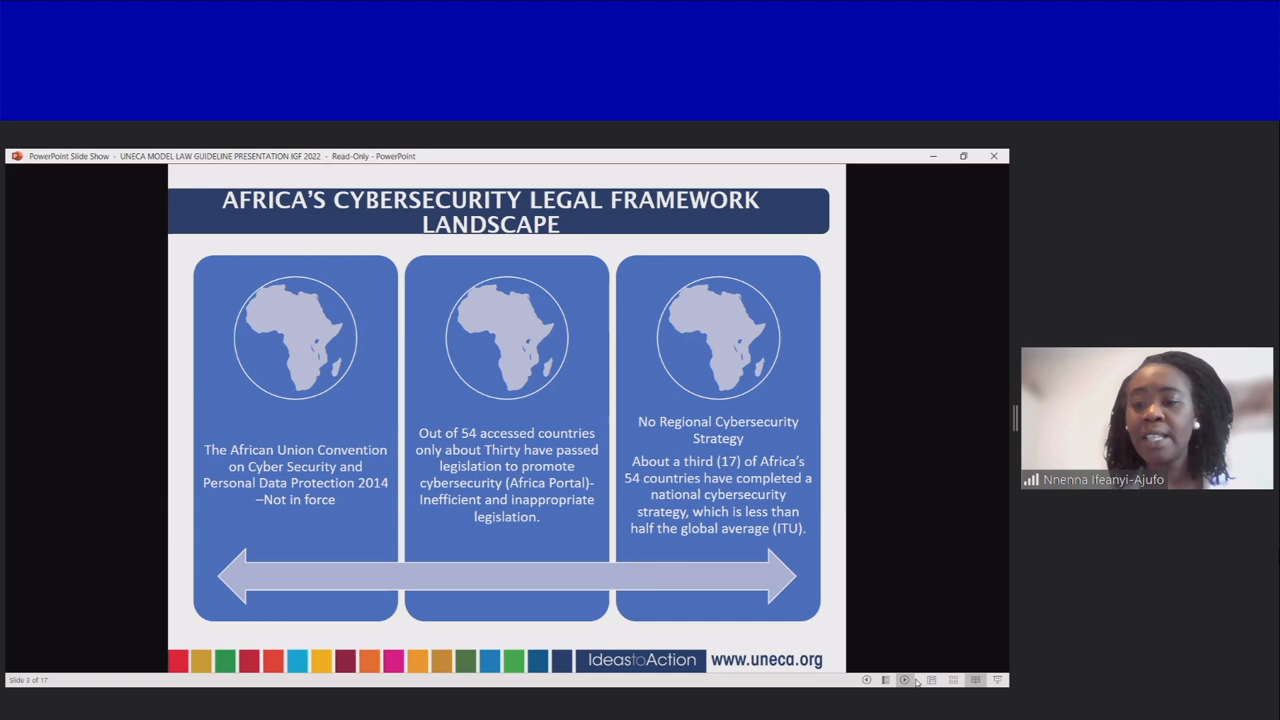 PowerPoint Slide Show - UNECA MODEL LAW GUIDELINE PRESENTATION IGF 2022 - Read-Only - PowerPoint
AFRICA'S CYBERSECURITY LEGAL FRAMEWORK
LANDSCAPE
The African Union Convention
on Cyber Security and
Personal Data Protection 2014
–Not in force
Out of 54 accessed countries
only about Thirty have passed
legislation to promote
cybersecurity (Africa Portal)-
Inefficient and inappropriate
legislation.
No Regional Cybersecurity
Strategy
About a third (17) of Africa's
54 countries have completed a
national cybersecurity
strategy, which is less than
half the global average (ITU).
IdeastoAction
www.uneca.org
Slide 3 of 17
Nnenna Ifeanyi-Ajufo